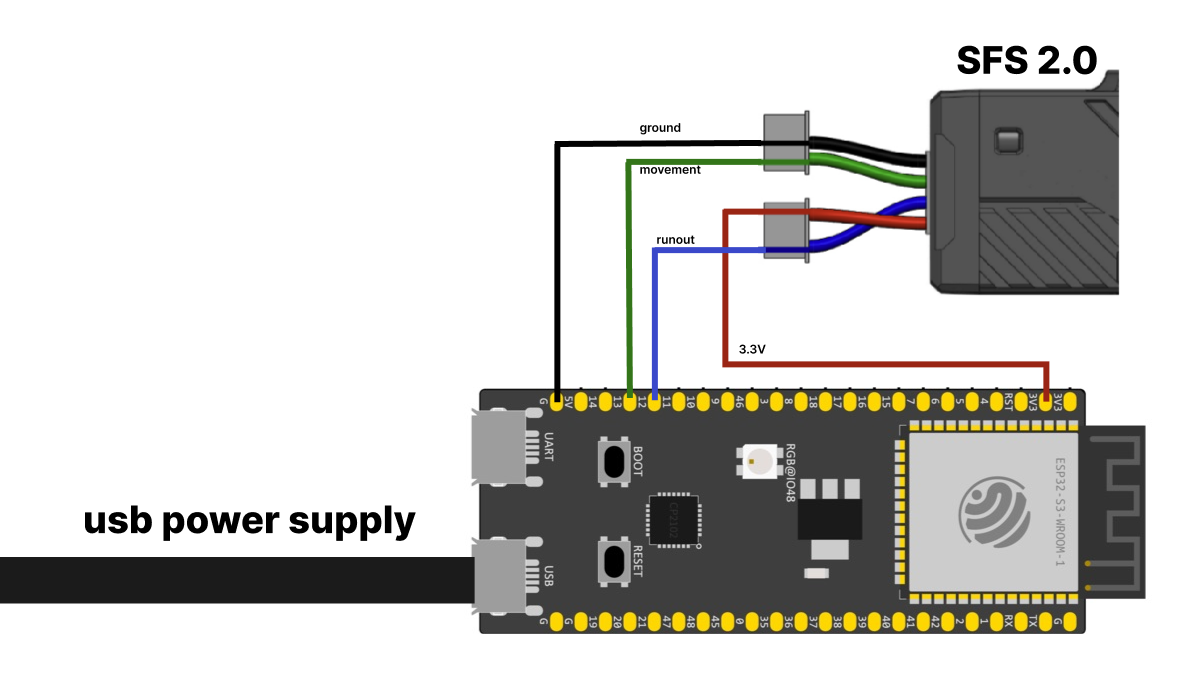 SFS 2.0
ground
movement
runout
3.3V
G 5V 14 13 12 11 10 9 46 3 8 18 17 16 15 7 6 5 4 RST 3V3 3V3
UART
BOOT
RGB@IO48
ESP32-S3-WROOM-1
usb power supply
CP2102
RESET
USB
G G 19 20 21 47 48 45 0 35 36 37 38 39 40 41 42 2 1 RX TX G